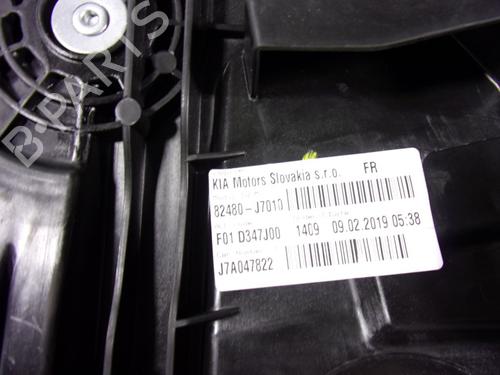 B-PARTS
KIA Motors Slovakia s.r.o. FR
82480-J7010
F01 D347J00 1409 09.02.2019 05:38
J7A047822